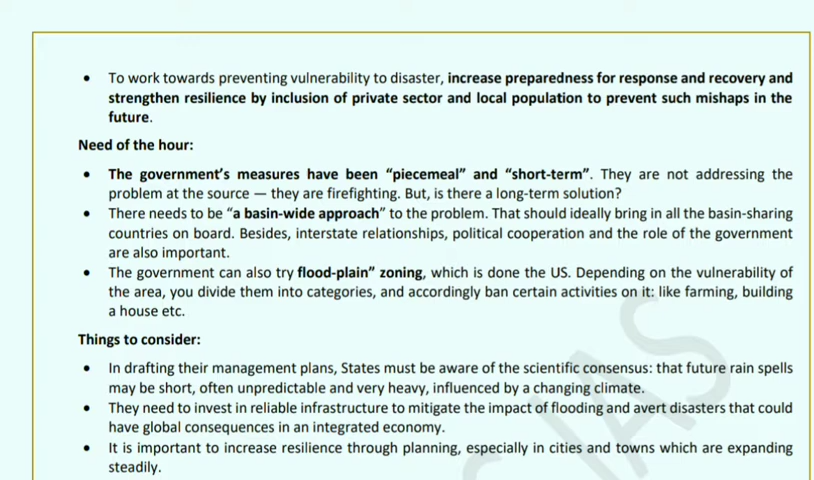 • To work towards preventing vulnerability to disaster, increase preparedness for response and recovery and
strengthen resilience by inclusion of private sector and local population to prevent such mishaps in the
future.
Need of the hour:
• The government's measures have been “piecemeal” and “short-term”. They are not addressing the
problem at the source — they are firefighting. But, is there a long-term solution?
• There needs to be “a basin-wide approach” to the problem. That should ideally bring in all the basin-sharing
countries on board. Besides, interstate relationships, political cooperation and the role of the government
are also important.
• The government can also try flood-plain” zoning, which is done the US. Depending on the vulnerability of
the area, you divide them into categories, and accordingly ban certain activities on it: like farming, building
a house etc.
Things to consider:
• In drafting their management plans, States must be aware of the scientific consensus: that future rain spells
may be short, often unpredictable and very heavy, influenced by a changing climate.
• They need to invest in reliable infrastructure to mitigate the impact of flooding and avert disasters that could
have global consequences in an integrated economy.
• It is important to increase resilience through planning, especially in cities and towns which are expanding
steadily.
IAS